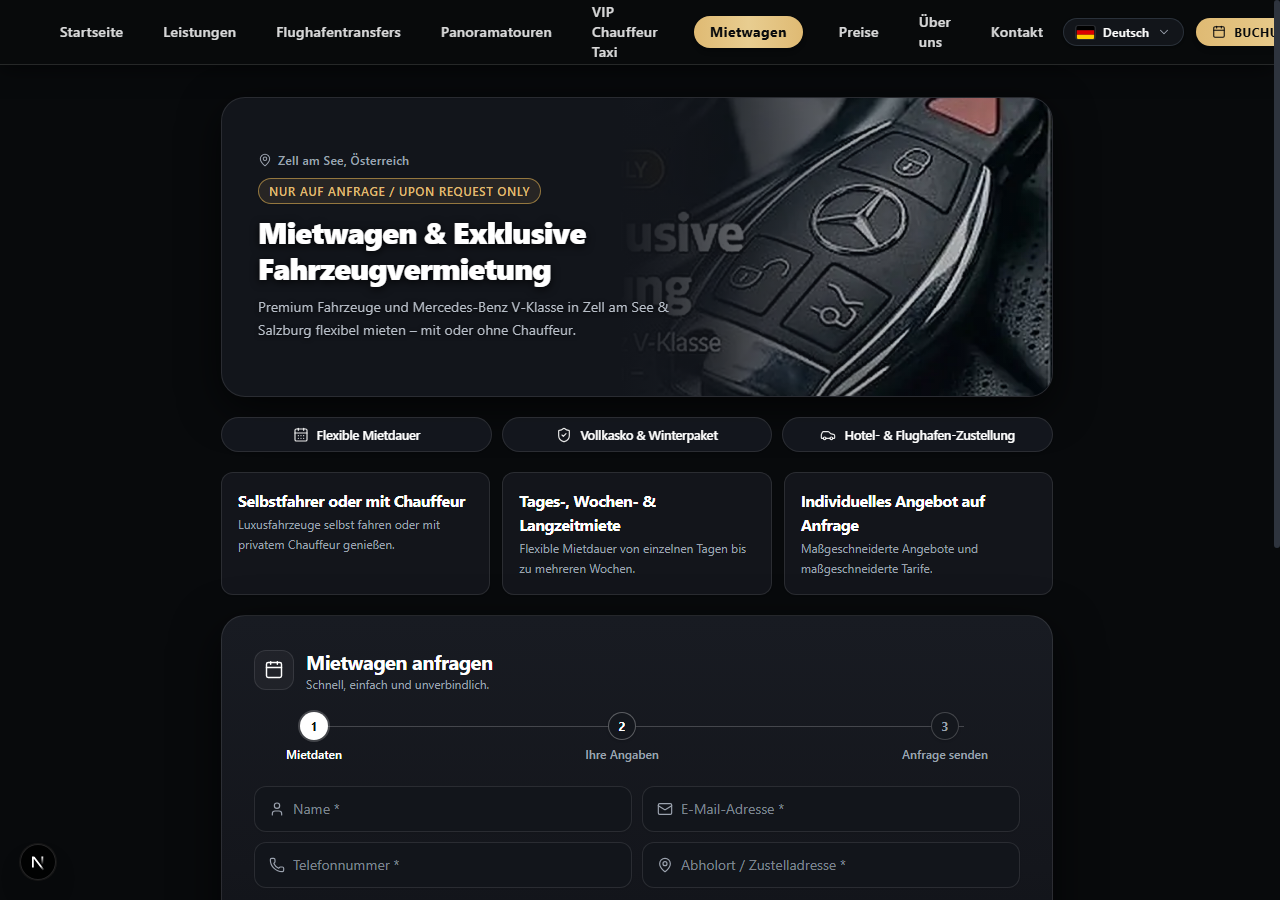 Startseite
Leistungen
Flughafentransfers
Panoramatouren
VIP
Chauffeur
Taxi
Mietwagen
Preise
Über
uns
Kontakt
Deutsch
Zell am See, Österreich
NUR AUF ANFRAGE / UPON REQUEST ONLY
Mietwagen & Exklusive
Fahrzeugvermietung
Premium Fahrzeuge und Mercedes-Benz V-Klasse in Zell am See &
Salzburg flexibel mieten – mit oder ohne Chauffeur.
V-Klasse
Flexible Mietdauer
Vollkasko & Winterpaket
Hotel- & Flughafen-Zustellung
Selbstfahrer oder mit Chauffeur
Luxusfahrzeuge selbst fahren oder mit
privatem Chauffeur genießen.
Tages-, Wochen- &
Langzeitmiete
Flexible Mietdauer von einzelnen Tagen bis
zu mehreren Wochen.
Individuelles Angebot auf
Anfrage
Maßgeschneiderte Angebote und
maßgeschneiderte Tarife.
Mietwagen anfragen
Schnell, einfach und unverbindlich.
1
Mietdaten
2
Ihre Angaben
3
Anfrage senden
Name *
E-Mail-Adresse *
Telefonnummer *
Abholort / Zustelladresse *
N